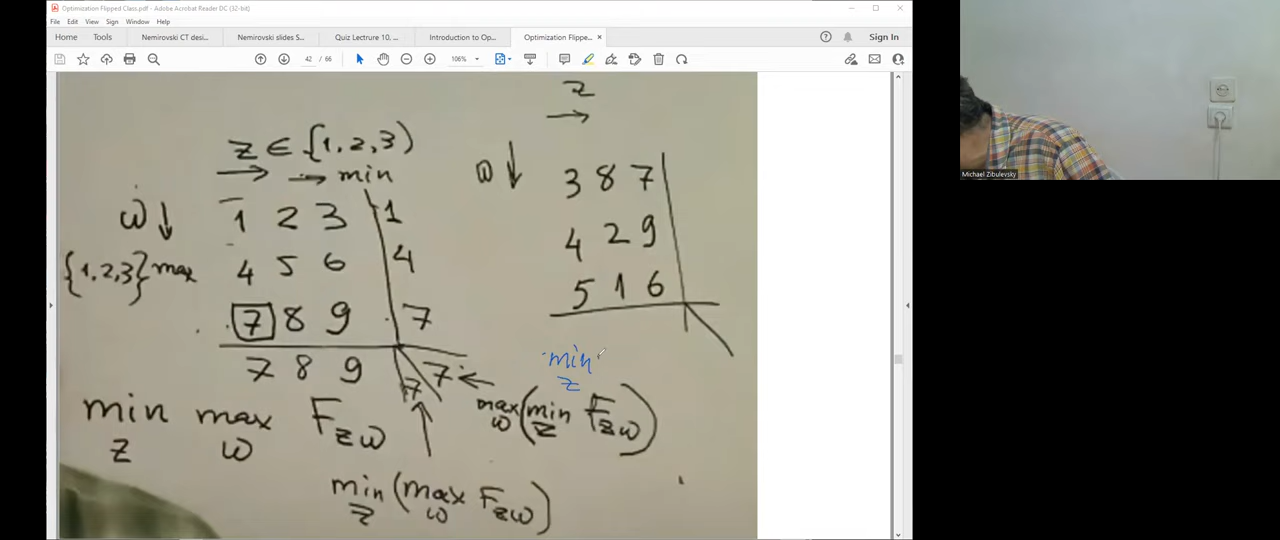 Optimization Flipped Class.pdf - Adobe Acrobat Reader DC (32-bit)
File Edit View Sign Window Help
Home Tools Nemirovski CT desi... Nemirovski slides S... Quiz Lecture 10, ... Introduction to Op... Optimization Flippe... × Sign In
42 / 66 106%
z
→
z ∈ {1,2,3)
→ → min
ω ↓ 3 8 7
ω ↓ 1 2 3 1
4 2 9
{1,2,3} max 4 5 6 4
5 1 6
7 8 9 7
7 8 9 7 7 ←
min
z
min max F_zω
z ω
max (min F_zω)
ω z
min (max F_zω)
z ω
Michael Zibulevsky